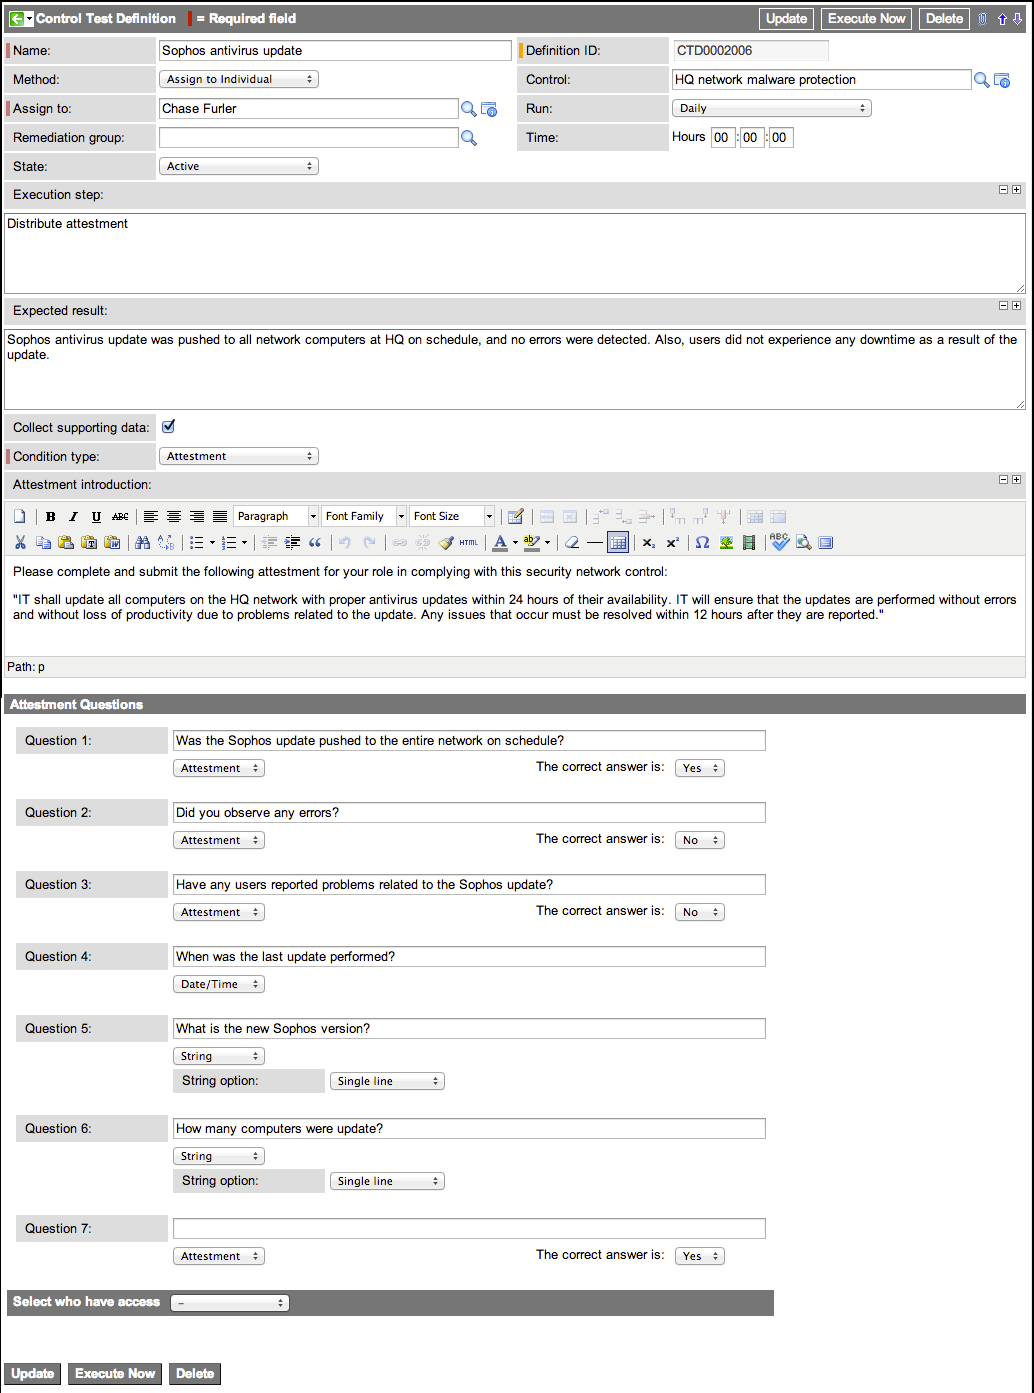 Control Test Definition = Required field Update Execute Now Delete
Name: Sophos antivirus update Definition ID: CTD0002006
Method: Assign to Individual Control: HQ network malware protection
Assign to: Chase Furler Run: Daily
Remediation group: Time: Hours 00 : 00 : 00
State: Active
Execution step:
Distribute attestment
Expected result:
Sophos antivirus update was pushed to all network computers at HQ on schedule, and no errors were detected. Also, users did not experience any downtime as a result of the
update.
Collect supporting data:
Condition type: Attestment
Attestment introduction:
B I U ABC Paragraph Font Family Font Size
HTML A ab x₂ x² Ω ABC
Please complete and submit the following attestment for your role in complying with this security network control:
"IT shall update all computers on the HQ network with proper antivirus updates within 24 hours of their availability. IT will ensure that the updates are performed without errors
and without loss of productivity due to problems related to the update. Any issues that occur must be resolved within 12 hours after they are reported."
Path: p
Attestment Questions
Question 1: Was the Sophos update pushed to the entire network on schedule?
Attestment The correct answer is: Yes
Question 2: Did you observe any errors?
Attestment The correct answer is: No
Question 3: Have any users reported problems related to the Sophos update?
Attestment The correct answer is: No
Question 4: When was the last update performed?
Date/Time
Question 5: What is the new Sophos version?
String
String option: Single line
Question 6: How many computers were update?
String
String option: Single line
Question 7:
Attestment The correct answer is: Yes
Select who have access –
Update Execute Now Delete